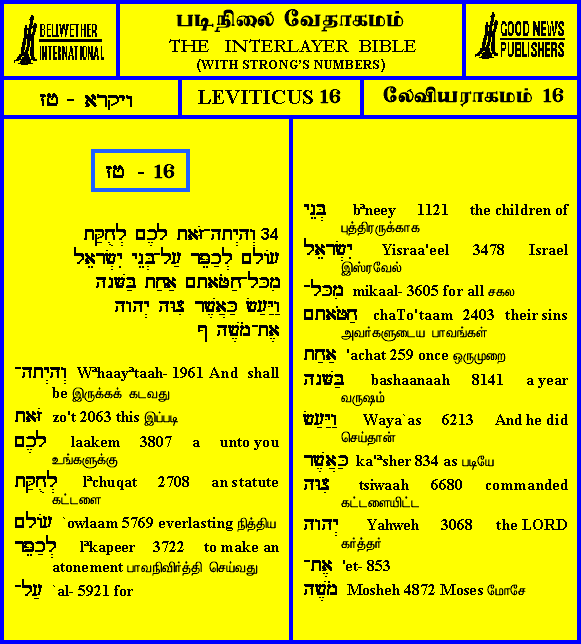 BELLWETHER
INTERNATIONAL
படிநிலை வேதாகமம்
THE INTERLAYER BIBLE
(WITH STRONG'S NUMBERS)
GOOD NEWS
PUBLISHERS
ויקרא - טז
LEVITICUS 16
லேவியராகமம் 16
טז - 16
34 וְהָיְתָה־זֹּאת לָכֶם לְחֻקַּת
עוֹלָם לְכַפֵּר עַל־בְּנֵי יִשְׂרָאֵל
מִכָּל־חַטֹּאתָם אַחַת בַּשָּׁנָה
וַיַּעַשׂ כַּאֲשֶׁר צִוָּה יְהוָה
אֶת־מֹשֶׁה ף
וְהָיְתָה־ Wᵊhaayᵊtaah- 1961 And shall
be இருக்கக் கடவது
זֹּאת zo't 2063 this இப்படி
לָכֶם laakem 3807 a unto you
உங்களுக்கு
לְחֻקַּת lᵊchuqat 2708 an statute
கட்டளை
עוֹלָם `owlaam 5769 everlasting நித்திய
לְכַפֵּר lᵊkapeer 3722 to make an
atonement பாவநிவிர்த்தி செய்வது
עַל־ `al- 5921 for
בְּנֵי bᵊneey 1121 the children of
புத்திரருக்காக
יִשְׂרָאֵל Yisraa'eel 3478 Israel
இஸ்ரவேல்
מִכָּל־ mikaal- 3605 for all சகல
חַטֹּאתָם chaTo'taam 2403 their sins
அவர்களுடைய பாவங்கள்
אַחַת 'achat 259 once ஒருமுறை
בַּשָּׁנָה bashaanaah 8141 a year
வருஷம்
וַיַּעַשׂ Waya`as 6213 And he did
செய்தான்
כַּאֲשֶׁר ka'ᵃsher 834 as படியே
צִוָּה tsiwaah 6680 commanded
கட்டளையிட்ட
יְהוָה Yahweh 3068 the LORD
கர்த்தர்
אֶת־ 'et- 853
מֹשֶׁה Mosheh 4872 Moses மோசே